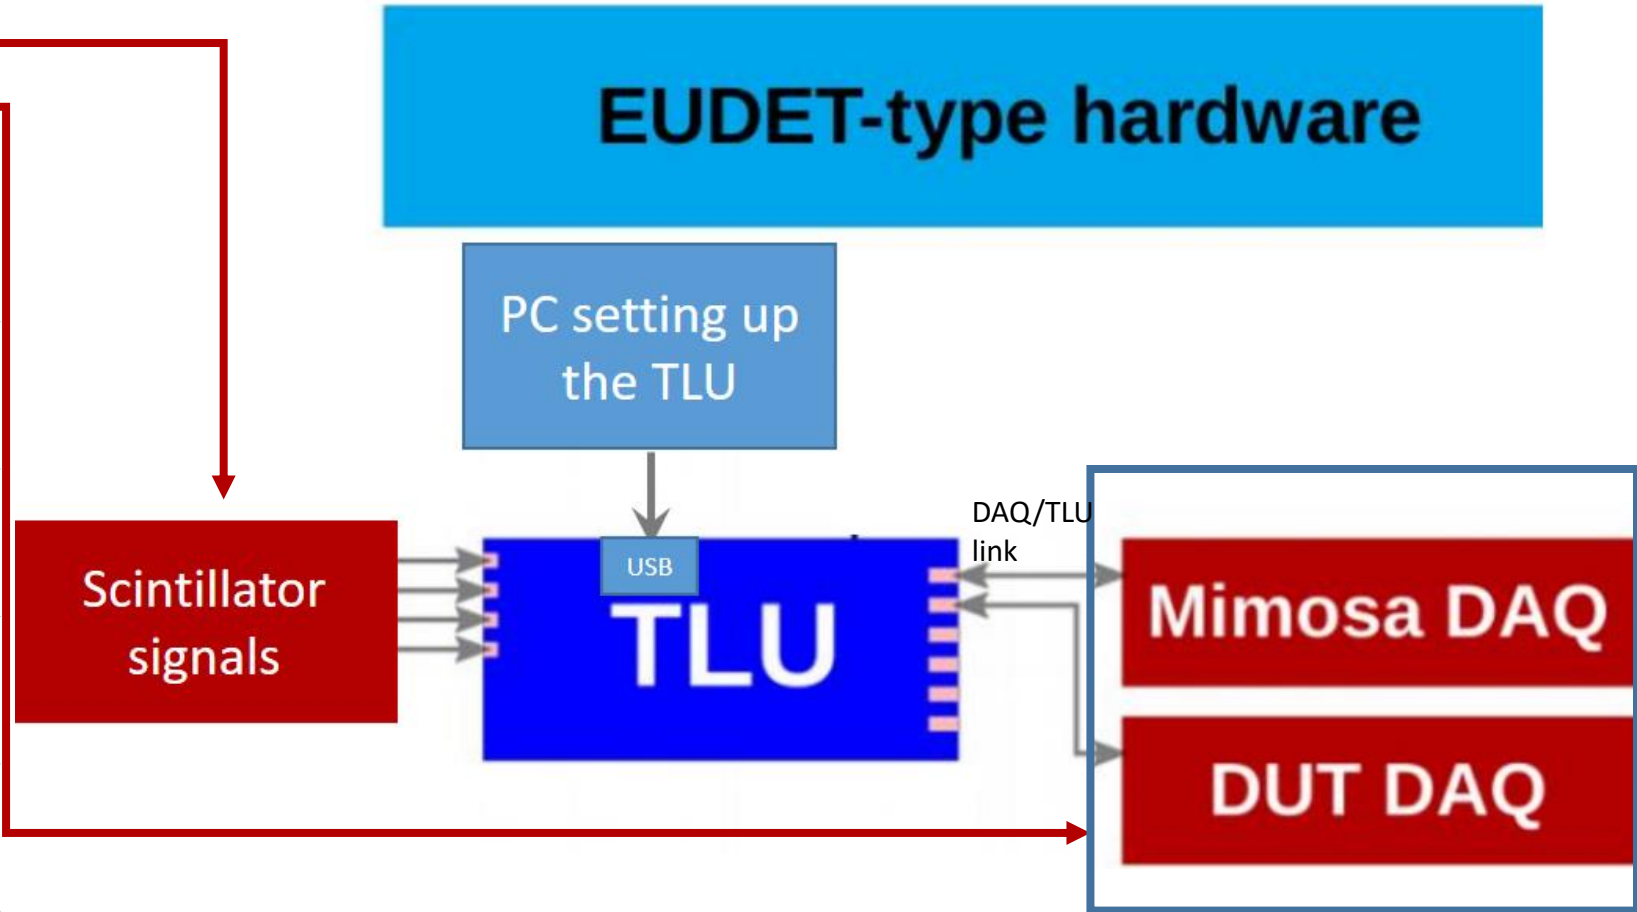 EUDET-type hardware
PC setting up
the TLU
DAQ/TLU
link
USB
TLU
Scintillator
signals
Mimosa DAQ
DUT DAQ